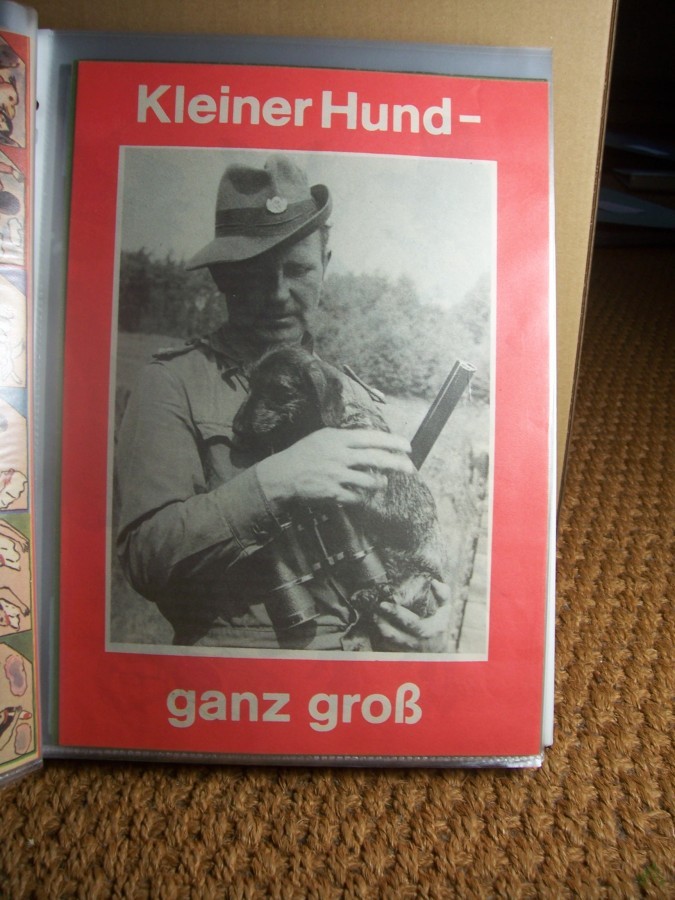 Kleiner Hund –
ganz groß